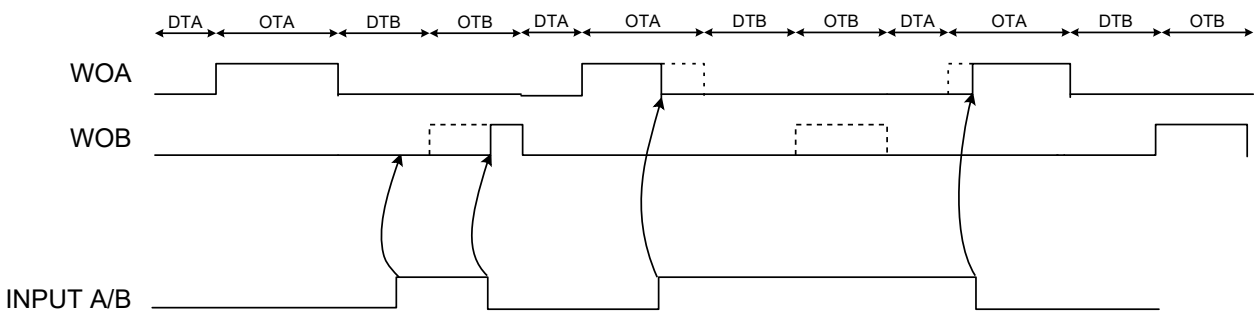 DTA OTA DTB OTB DTA OTA DTB OTB DTA OTA DTB OTB
WOA
WOB
INPUT A/B